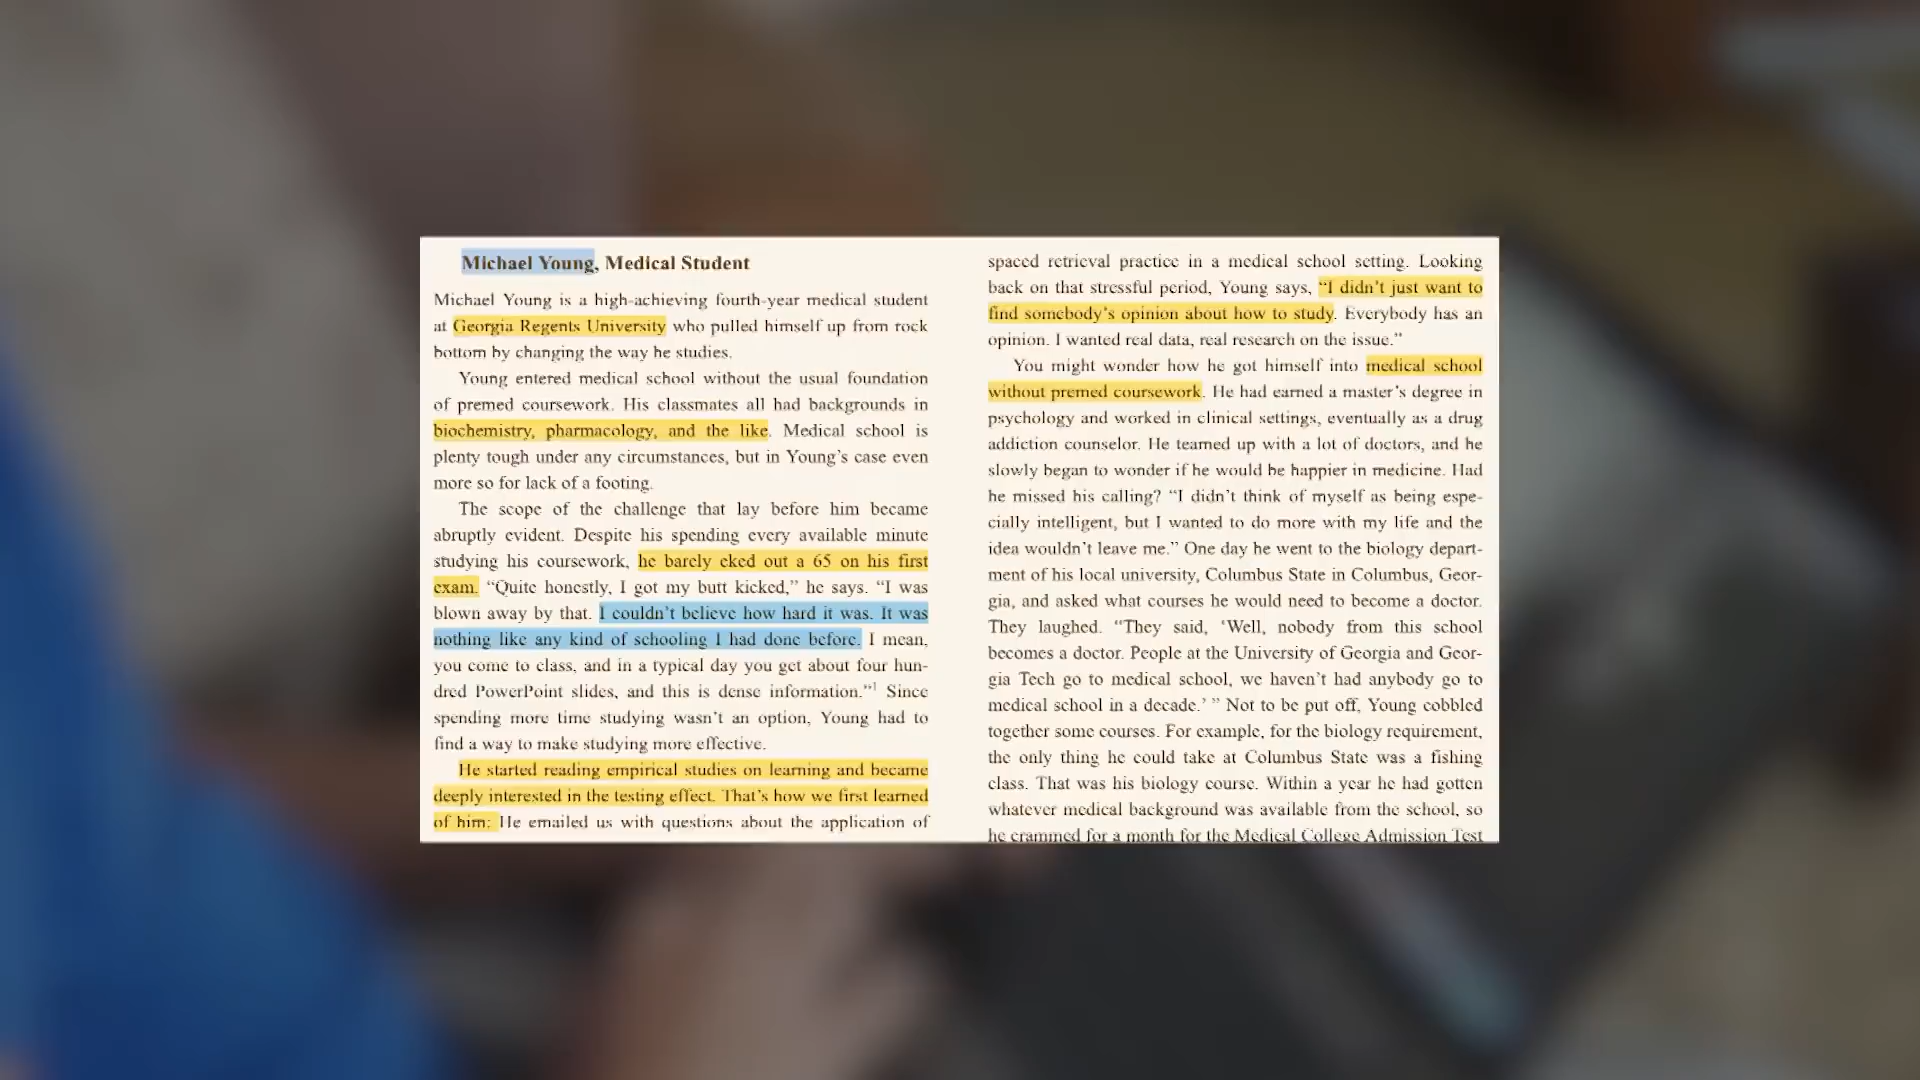 Michael Young, Medical Student
Michael Young is a high-achieving fourth-year medical student
at Georgia Regents University who pulled himself up from rock
bottom by changing the way he studies.
Young entered medical school without the usual foundation
of premed coursework. His classmates all had backgrounds in
biochemistry, pharmacology, and the like. Medical school is
plenty tough under any circumstances, but in Young’s case even
more so for lack of a footing.
The scope of the challenge that lay before him became
abruptly evident. Despite his spending every available minute
studying his coursework, he barely eked out a 65 on his first
exam. “Quite honestly, I got my butt kicked,” he says. “I was
blown away by that. I couldn’t believe how hard it was. It was
nothing like any kind of schooling I had done before. I mean,
you come to class, and in a typical day you get about four hun-
dred PowerPoint slides, and this is dense information.”¹ Since
spending more time studying wasn’t an option, Young had to
find a way to make studying more effective.
He started reading empirical studies on learning and became
deeply interested in the testing effect. That’s how we first learned
of him: He emailed us with questions about the application of
spaced retrieval practice in a medical school setting. Looking
back on that stressful period, Young says, “I didn’t just want to
find somebody’s opinion about how to study. Everybody has an
opinion. I wanted real data, real research on the issue.”
You might wonder how he got himself into medical school
without premed coursework. He had earned a master’s degree in
psychology and worked in clinical settings, eventually as a drug
addiction counselor. He teamed up with a lot of doctors, and he
slowly began to wonder if he would be happier in medicine. Had
he missed his calling? “I didn’t think of myself as being espe-
cially intelligent, but I wanted to do more with my life and the
idea wouldn’t leave me.” One day he went to the biology depart-
ment of his local university, Columbus State in Columbus, Geor-
gia, and asked what courses he would need to become a doctor.
They laughed. “They said, ‘Well, nobody from this school
becomes a doctor. People at the University of Georgia and Geor-
gia Tech go to medical school, we haven’t had anybody go to
medical school in a decade.’ ” Not to be put off, Young cobbled
together some courses. For example, for the biology requirement,
the only thing he could take at Columbus State was a fishing
class. That was his biology course. Within a year he had gotten
whatever medical background was available from the school, so
he crammed for a month for the Medical College Admission Test